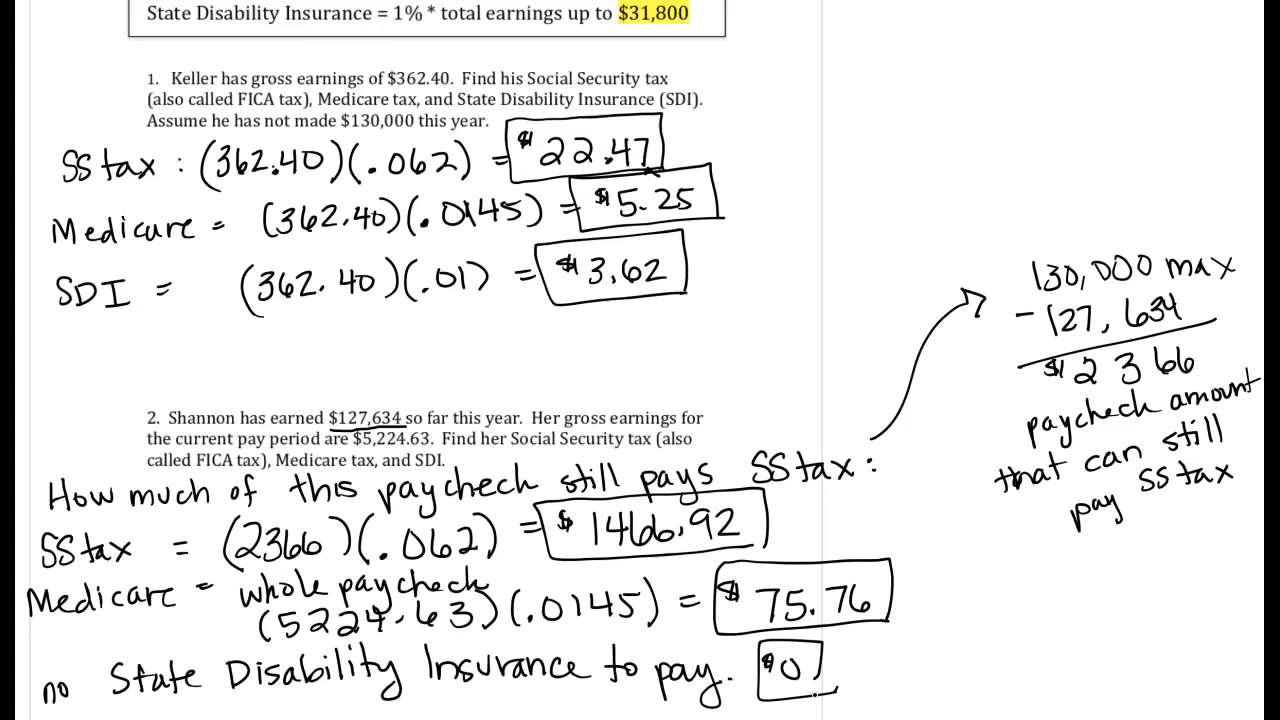 State Disability Insurance = 1% * total earnings up to $31,800
1. Keller has gross earnings of $362.40. Find his Social Security tax
(also called FICA tax), Medicare tax, and State Disability Insurance (SDI).
Assume he has not made $130,000 this year.
SS tax : (362.40)(.062) = $22.47
Medicare = (362.40)(.0145) = $5.25
SDI = (362.40)(.01) = $3.62
130,000 max
- 127,634
$2366
paycheck amount
that can still
pay SS tax
2. Shannon has earned $127,634 so far this year. Her gross earnings for
the current pay period are $5,224.63. Find her Social Security tax (also
called FICA tax), Medicare tax, and SDI.
How much of this paycheck still pays SS tax:
SS tax = (2366)(.062) = $1466.92
Medicare = whole paycheck
(5224.63)(.0145) = $75.76
no State Disability Insurance to pay. $0